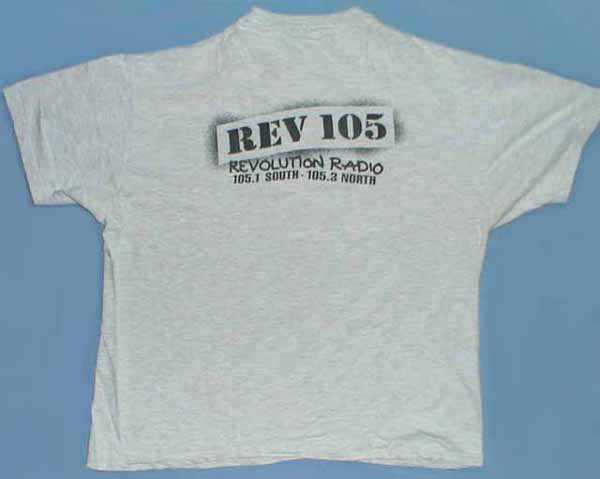 REV 105
REVOLUTION RADIO
105.1 SOUTH · 105.3 NORTH